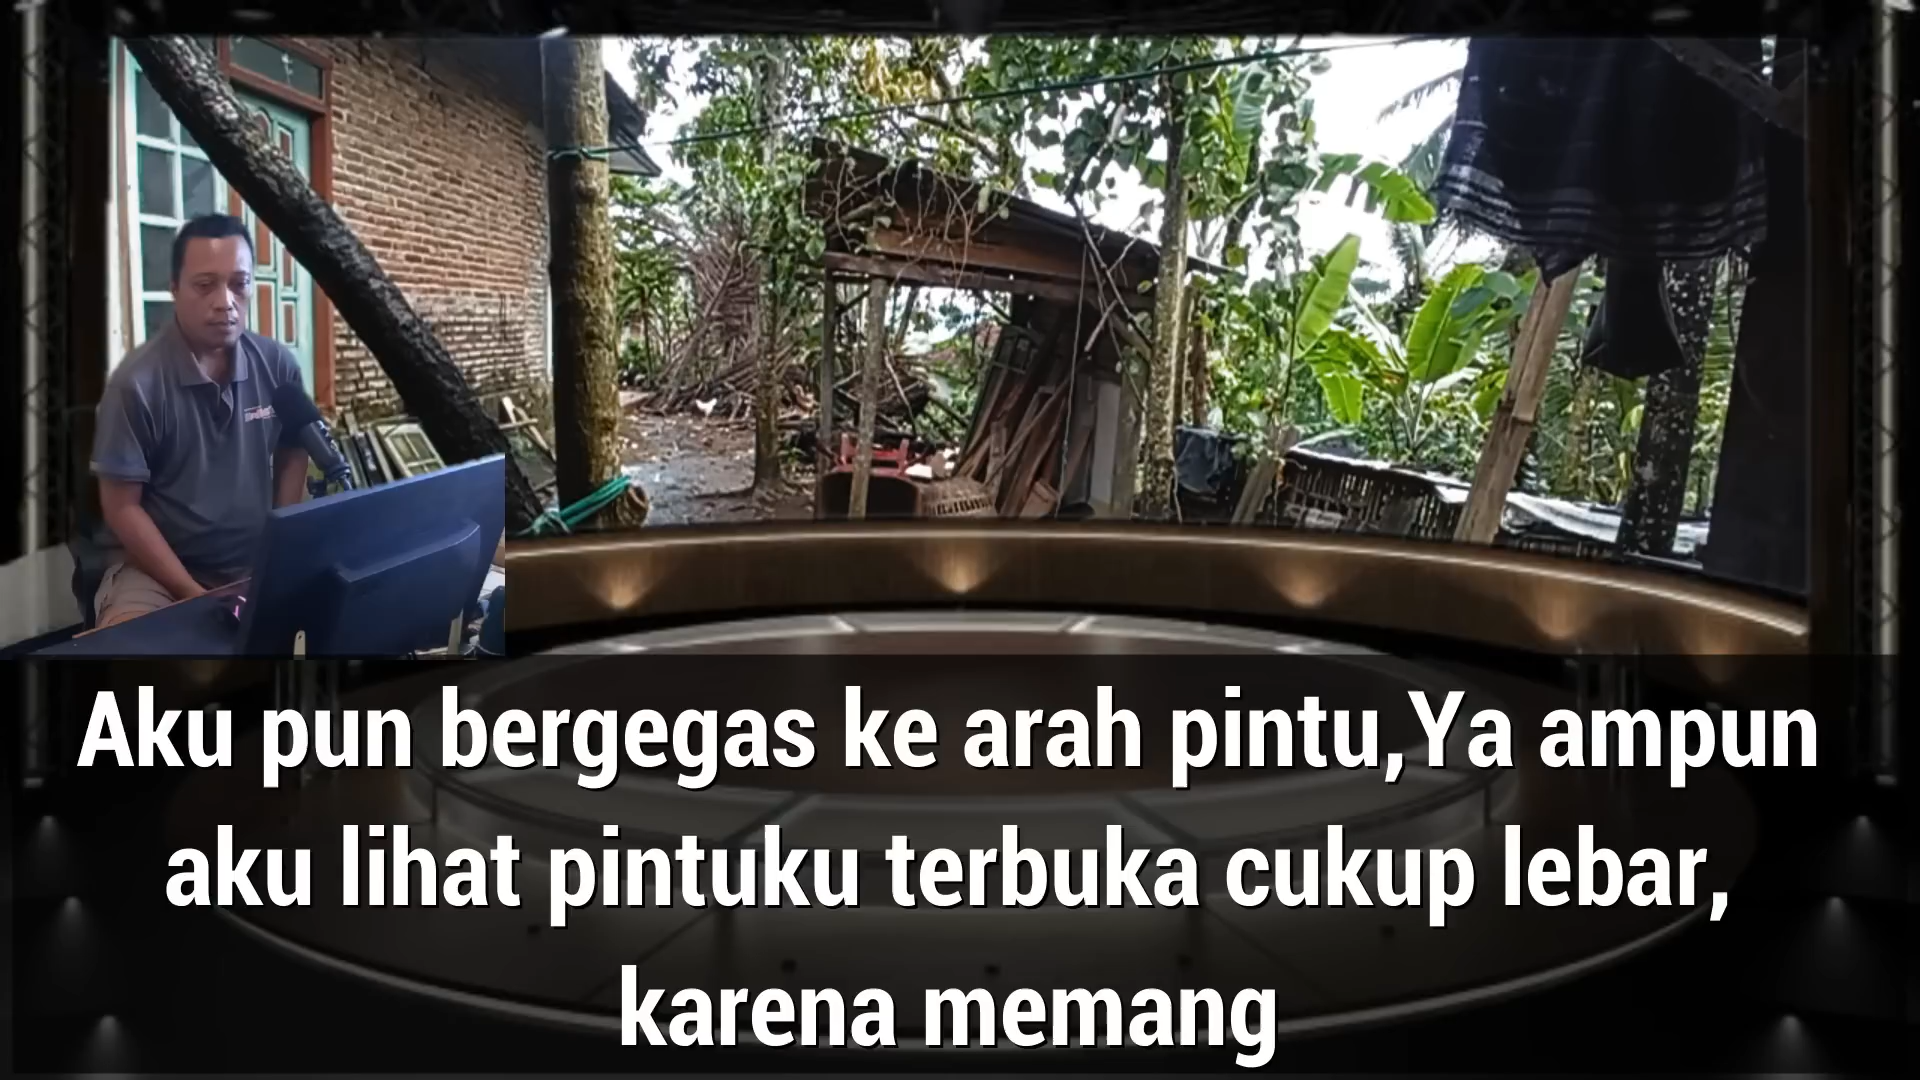 Aku pun bergegas ke arah pintu,Ya ampun
aku lihat pintuku terbuka cukup lebar,
karena memang